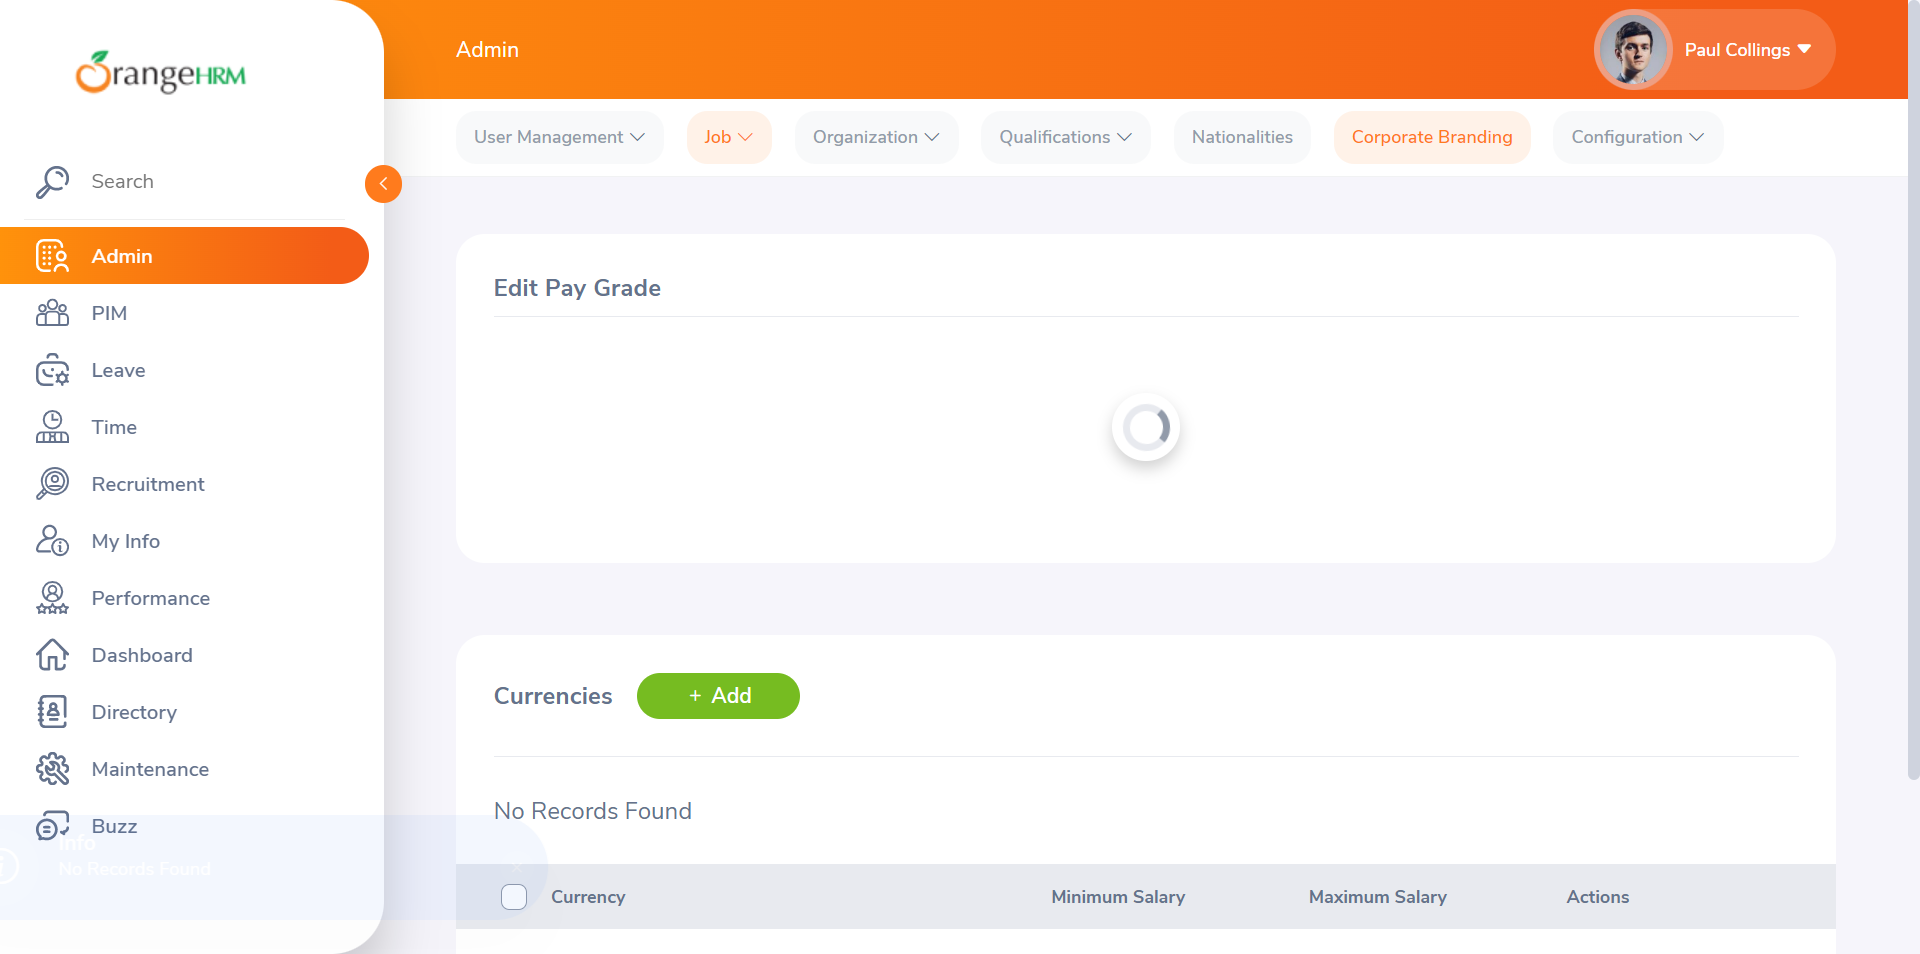 OrangeHRM
Search
Admin
PIM
Leave
Time
Recruitment
My Info
Performance
Dashboard
Directory
Maintenance
Buzz
Info
No Records Found
Admin
Paul Collings
User Management
Job
Organization
Qualifications
Nationalities
Corporate Branding
Configuration
Edit Pay Grade
Currencies
+ Add
No Records Found
Currency
Minimum Salary
Maximum Salary
Actions